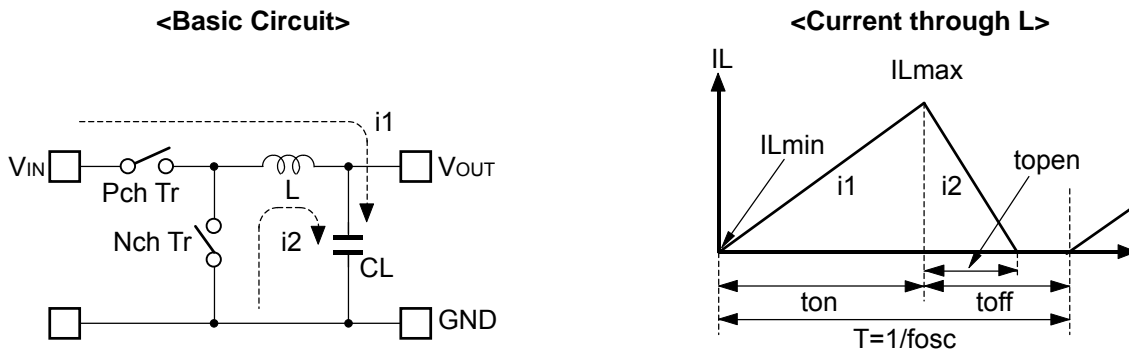 <Basic Circuit>
i1
VIN
Pch Tr
L
VOUT
Nch Tr
i2
CL
GND
<Current through L>
IL
ILmax
ILmin
i1
i2
topen
ton
toff
T=1/fosc